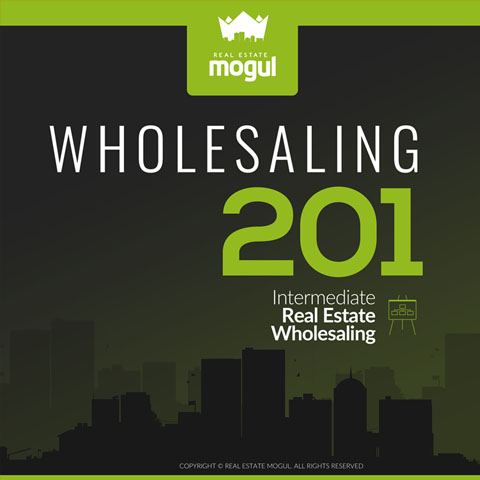 REAL ESTATE
mogul
WHOLESALING
201
Intermediate
Real Estate
Wholesaling
COPYRIGHT © REAL ESTATE MOGUL. ALL RIGHTS RESERVED